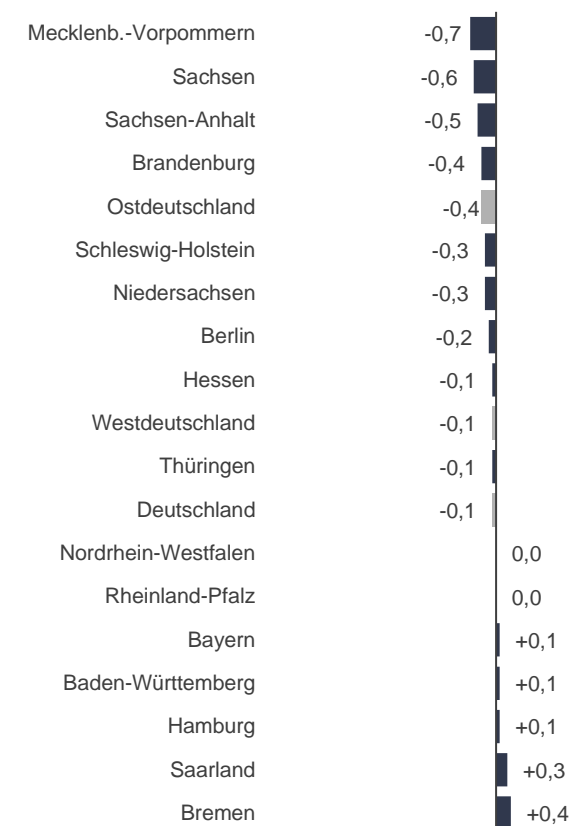 Mecklenb.-Vorpommern -0,7
Sachsen -0,6
Sachsen-Anhalt -0,5
Brandenburg -0,4
Ostdeutschland -0,4
Schleswig-Holstein -0,3
Niedersachsen -0,3
Berlin -0,2
Hessen -0,1
Westdeutschland -0,1
Thüringen -0,1
Deutschland -0,1
Nordrhein-Westfalen 0,0
Rheinland-Pfalz 0,0
Bayern +0,1
Baden-Württemberg +0,1
Hamburg +0,1
Saarland +0,3
Bremen +0,4